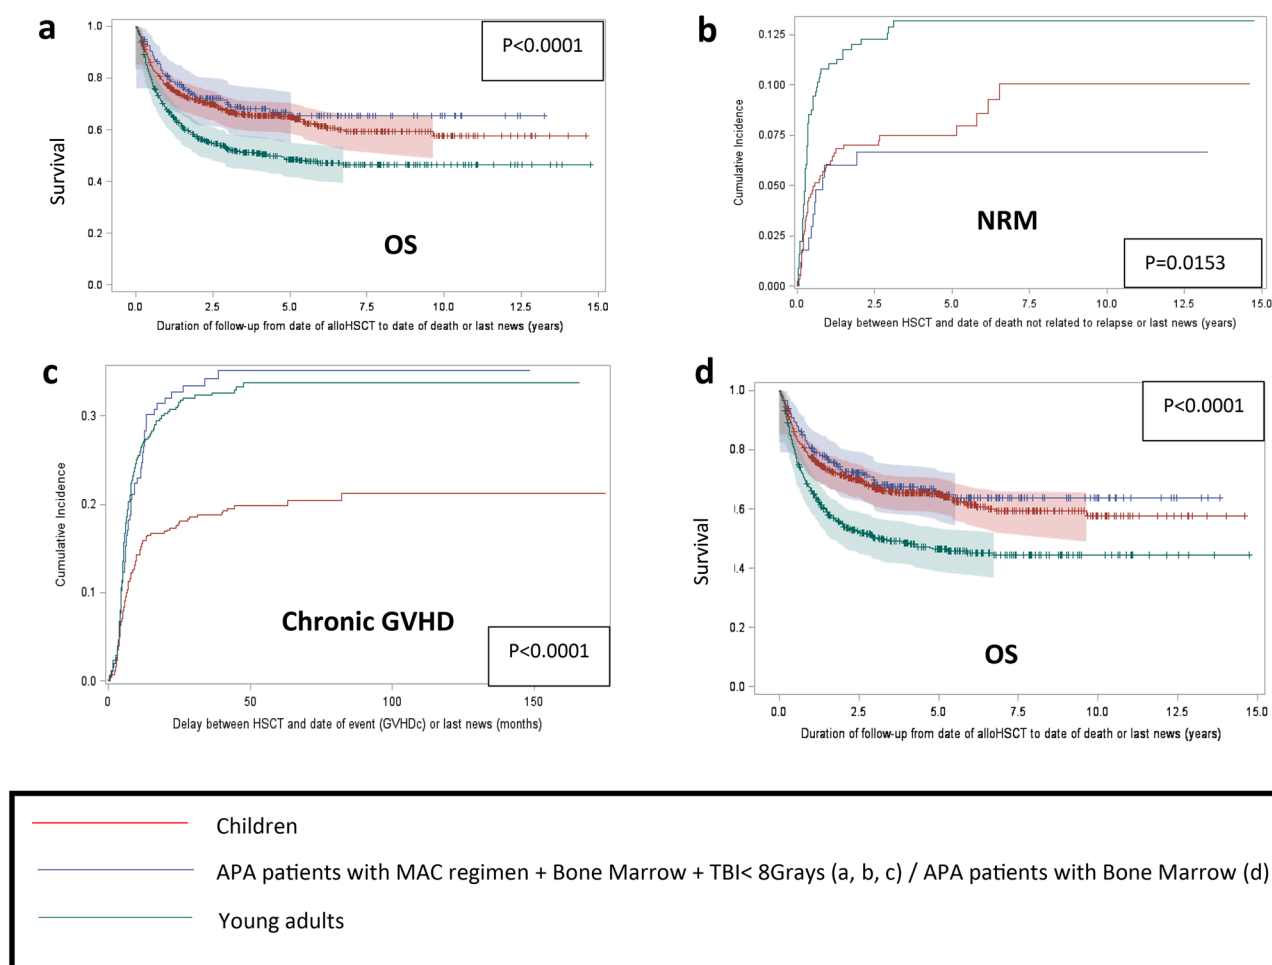 a
P<0.0001
1.0
0.8
0.6
0.4
0.2
0.0
Survival
OS
0.0 2.5 5.0 7.5 10.0 12.5 15.0
Duration of follow-up from date of alloHSCT to date of death or last news (years)
b
0.125
0.100
0.075
0.050
0.025
0.000
Cumulative Incidence
NRM
P=0.0153
0.0 2.5 5.0 7.5 10.0 12.5 15.0
Delay between HSCT and date of death not related to relapse or last news (years)
c
0.3
0.2
0.1
0.0
Cumulative Incidence
Chronic GVHD
P<0.0001
0 50 100 150
Delay between HSCT and date of event (GVHDc) or last news (months)
d
P<0.0001
1.0
0.8
0.6
0.2
0.0
Survival
OS
0.0 2.5 5.0 7.5 10.0 12.5 15.0
Duration of follow-up from date of alloHSCT to date of death or last news (years)
Children
APA patients with MAC regimen + Bone Marrow + TBI< 8Grays (a, b, c) / APA patients with Bone Marrow (d)
Young adults